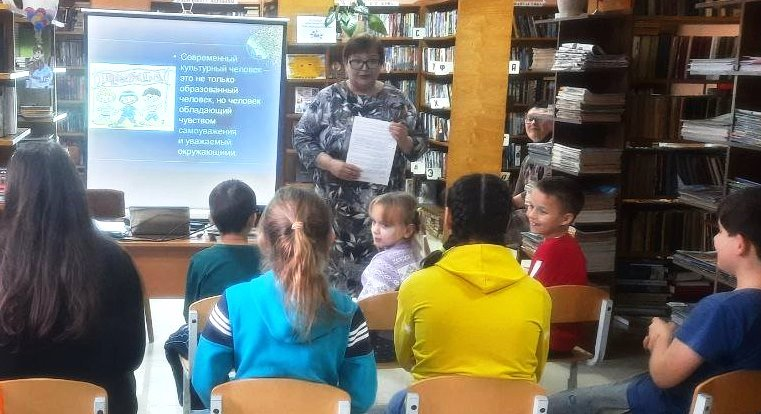 Современный
культурный человек -
это не только
образованный
человек, но человек
обладающий
чувством
самоуважения
и уважаемый
окружающими.
Ф
Х
Э
Я